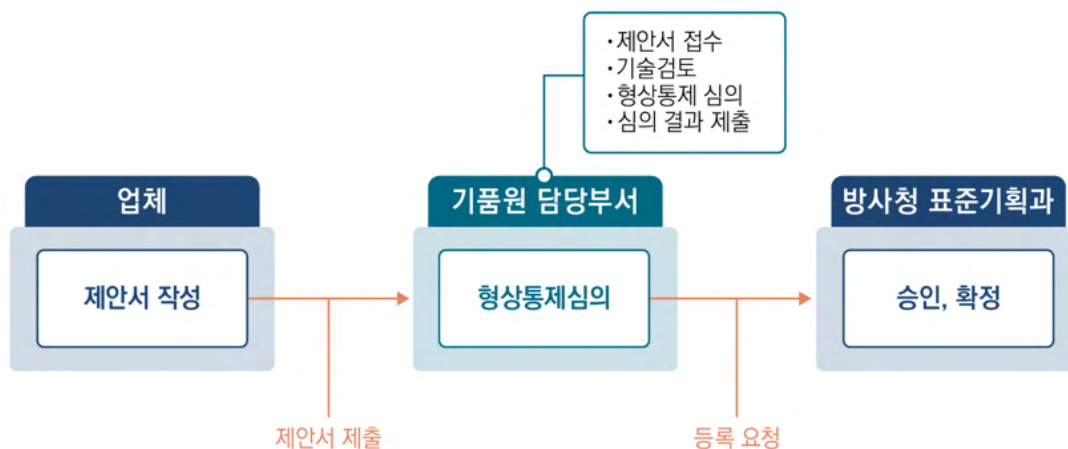 ·제안서 접수
·기술검토
·형상통제 심의
·심의 결과 제출
업체
기품원 담당부서
방사청 표준기획과
제안서 작성
형상통제심의
승인, 확정
제안서 제출
등록 요청